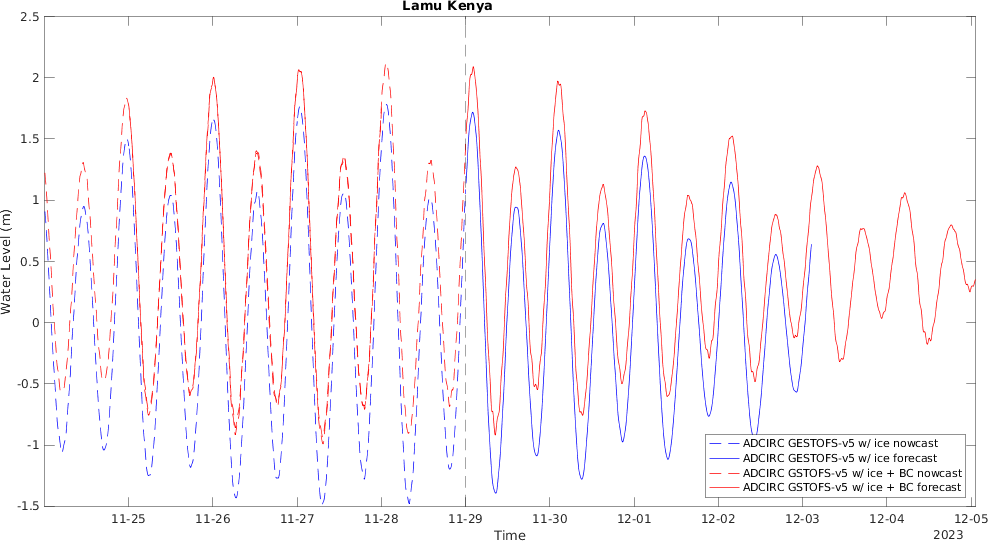 Lamu Kenya
2.5
2
1.5
1
0.5
0
-0.5
-1
-1.5
Water Level (m)
11-25 11-26 11-27 11-28 11-29 11-30 12-01 12-02 12-03 12-04 12-05
Time
2023
ADCIRC GESTOFS-v5 w/ ice nowcast
ADCIRC GESTOFS-v5 w/ ice forecast
ADCIRC GSTOFS-v5 w/ ice + BC nowcast
ADCIRC GSTOFS-v5 w/ ice + BC forecast